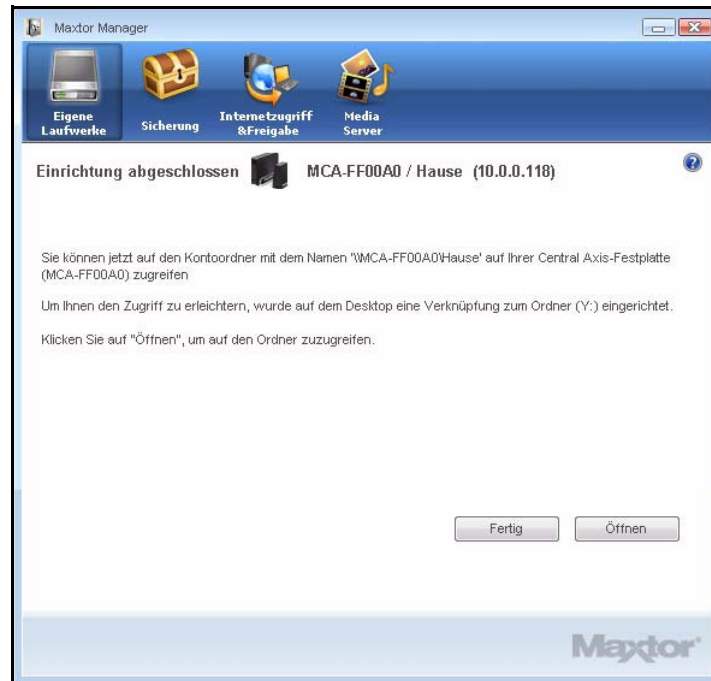 Maxtor Manager
Eigene
Laufwerke
Sicherung
Internetzugriff
&Freigabe
Media
Server
Einrichtung abgeschlossen MCA-FF00A0 / Hause (10.0.0.118)
Sie können jetzt auf den Kontoordner mit dem Namen '\\MCA-FF00A0\Hause' auf Ihrer Central Axis-Festplatte
(MCA-FF00A0) zugreifen
Um Ihnen den Zugriff zu erleichtern, wurde auf dem Desktop eine Verknüpfung zum Ordner (Y:) eingerichtet.
Klicken Sie auf "Öffnen", um auf den Ordner zuzugreifen.
Fertig Öffnen
Maxtor